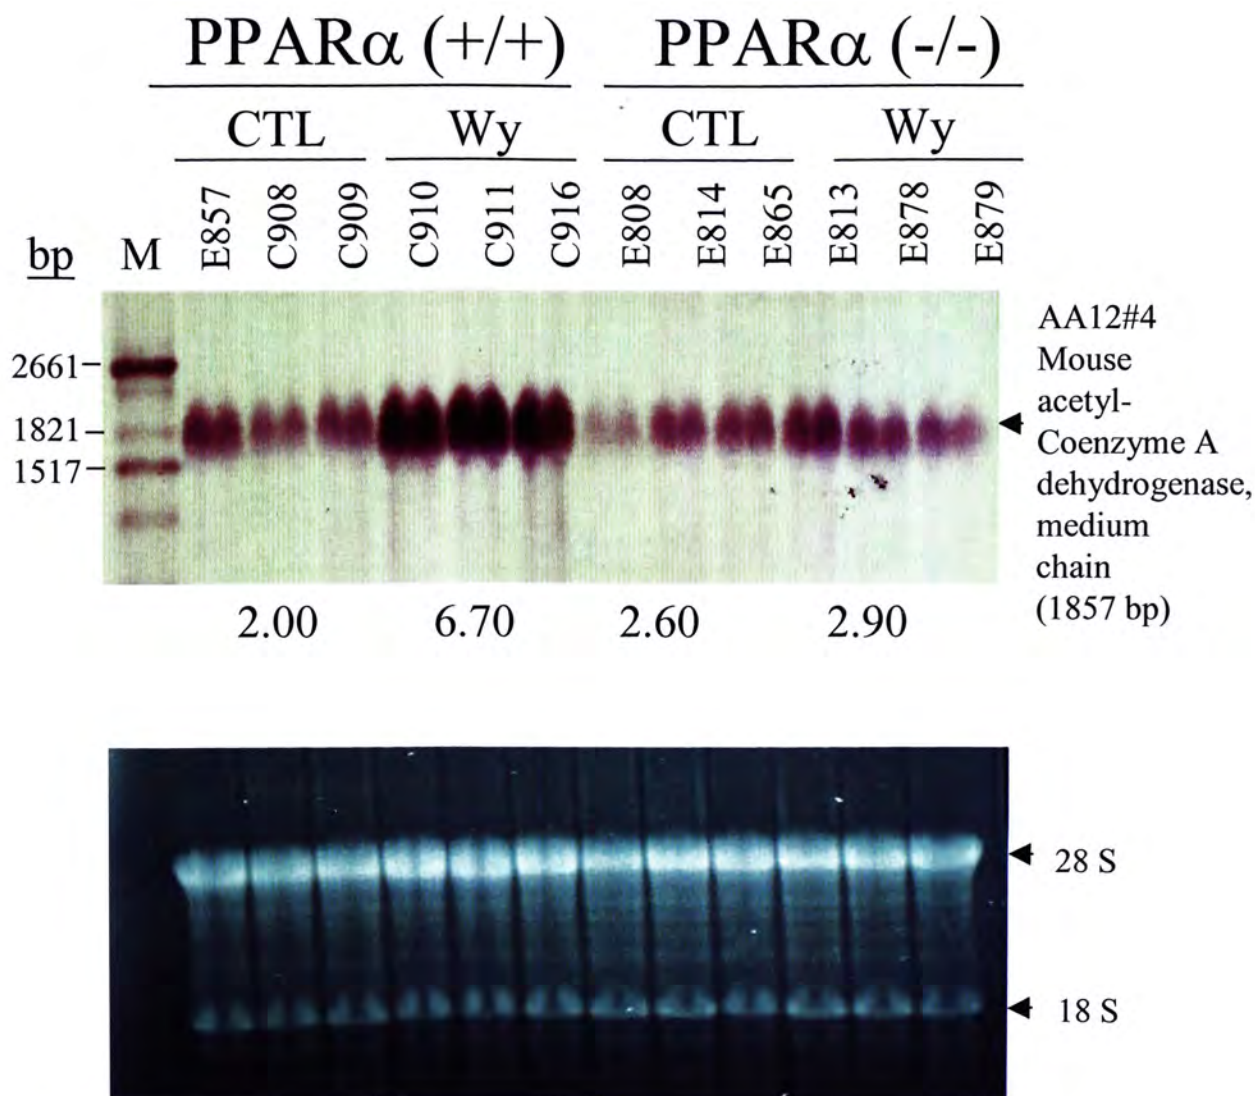 PPARα (+/+) PPARα (-/-)
CTL Wy CTL Wy
bp M E857 C908 C909 C910 C911 C916 E808 E814 E865 E813 E878 E879
2661
1821
1517
AA12#4
Mouse
acetyl-
Coenzyme A
dehydrogenase,
medium
chain
(1857 bp)
2.00 6.70 2.60 2.90
28 S
18 S